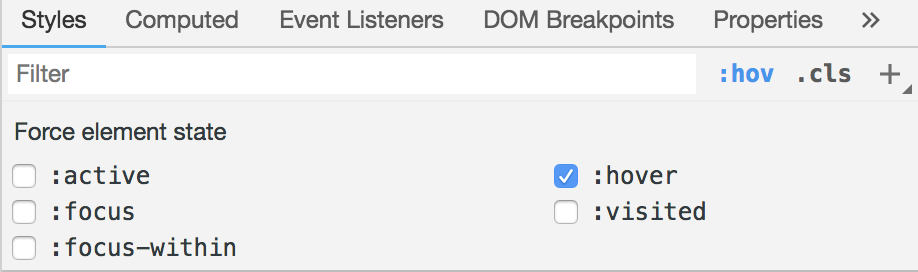 Styles Computed Event Listeners DOM Breakpoints Properties »
Filter :hov .cls +
Force element state
:active :hover
:focus :visited
:focus-within